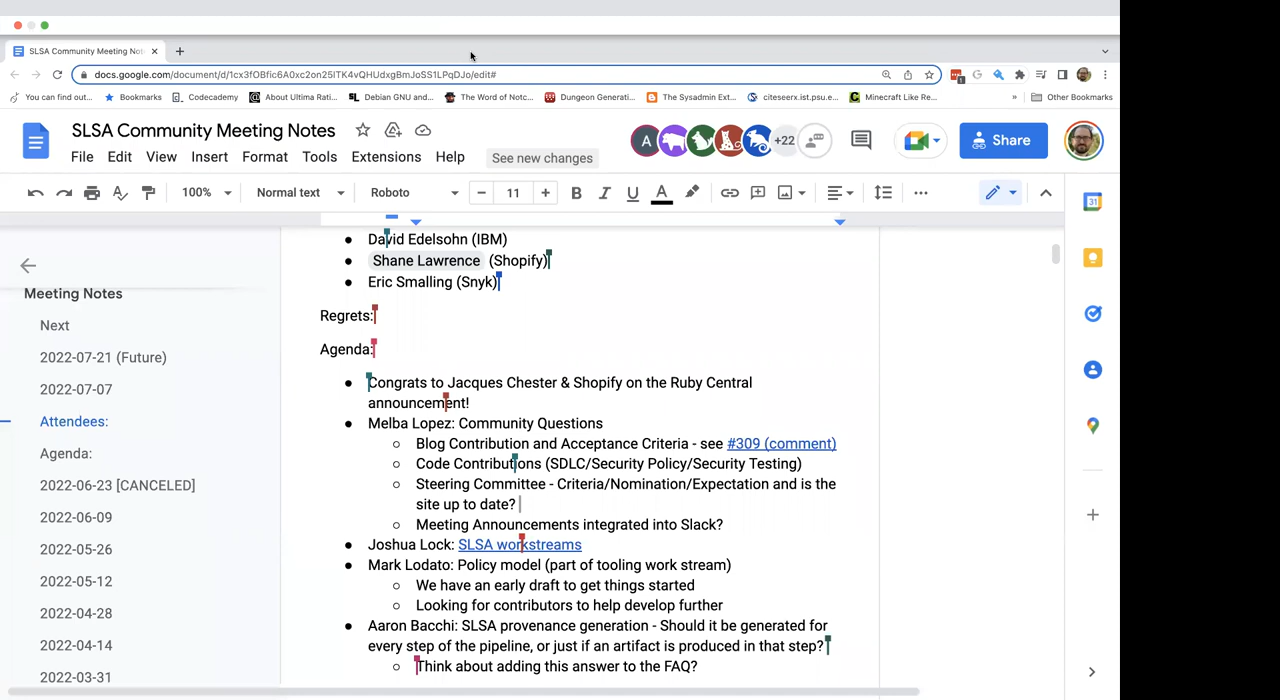 SLSA Community Meeting Not
docs.google.com/document/d/1cx3fOBfic6A0xc2on25lTK4vQHUdxgBmJoSS1LPqDJo/edit#
You can find out... Bookmarks Codecademy About Ultima Rati... Debian GNU and... The Word of Notc... Dungeon Generati... The Sysadmin Ext... citeseerx.ist.psu.e... Minecraft Like Re... » Other Bookmarks
SLSA Community Meeting Notes
A +22 Share
File Edit View Insert Format Tools Extensions Help See new changes
100% Normal text Roboto 11 B I U A
David Edelsohn (IBM)
Shane Lawrence (Shopify)
Eric Smalling (Snyk)
Regrets:
Agenda:
Congrats to Jacques Chester & Shopify on the Ruby Central
announcement!
Melba Lopez: Community Questions
Blog Contribution and Acceptance Criteria - see #309 (comment)
Code Contributions (SDLC/Security Policy/Security Testing)
Steering Committee - Criteria/Nomination/Expectation and is the
site up to date?
Meeting Announcements integrated into Slack?
Joshua Lock: SLSA workstreams
Mark Lodato: Policy model (part of tooling work stream)
We have an early draft to get things started
Looking for contributors to help develop further
Aaron Bacchi: SLSA provenance generation - Should it be generated for
every step of the pipeline, or just if an artifact is produced in that step?
Think about adding this answer to the FAQ?
Meeting Notes
Next
2022-07-21 (Future)
2022-07-07
Attendees:
Agenda:
2022-06-23 [CANCELED]
2022-06-09
2022-05-26
2022-05-12
2022-04-28
2022-04-14
2022-03-31
31